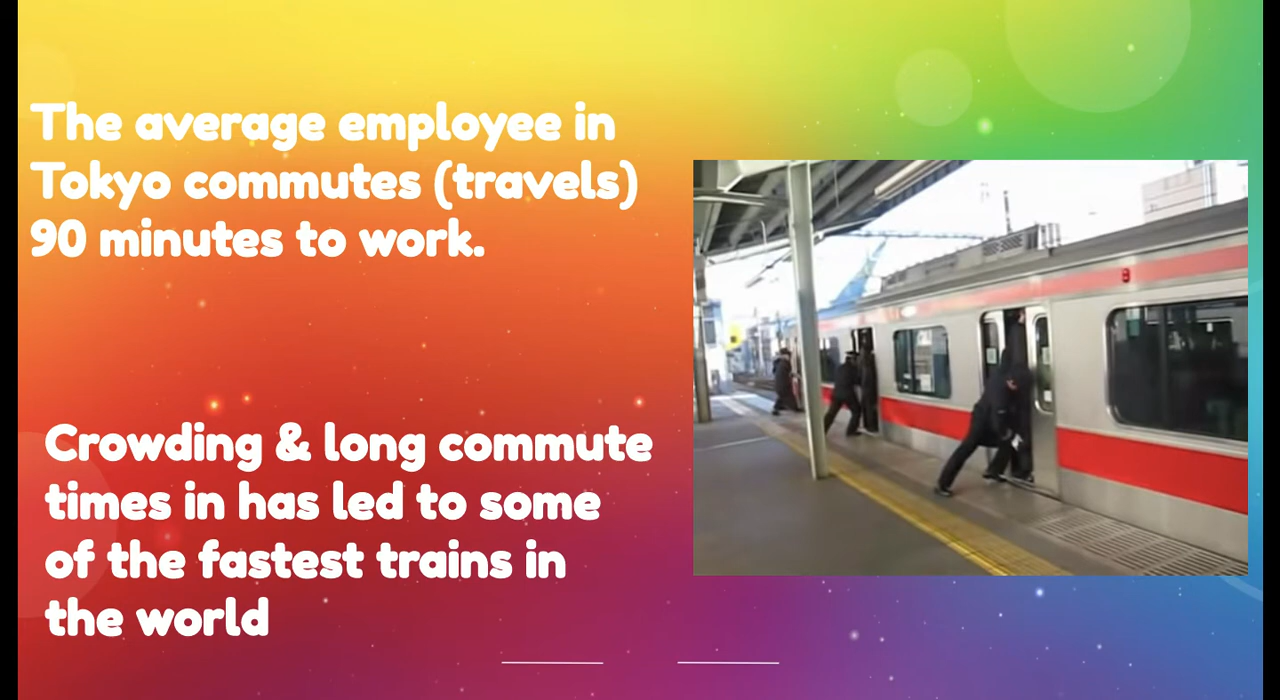 The average employee in
Tokyo commutes (travels)
90 minutes to work.
Crowding & long commute
times in has led to some
of the fastest trains in
the world